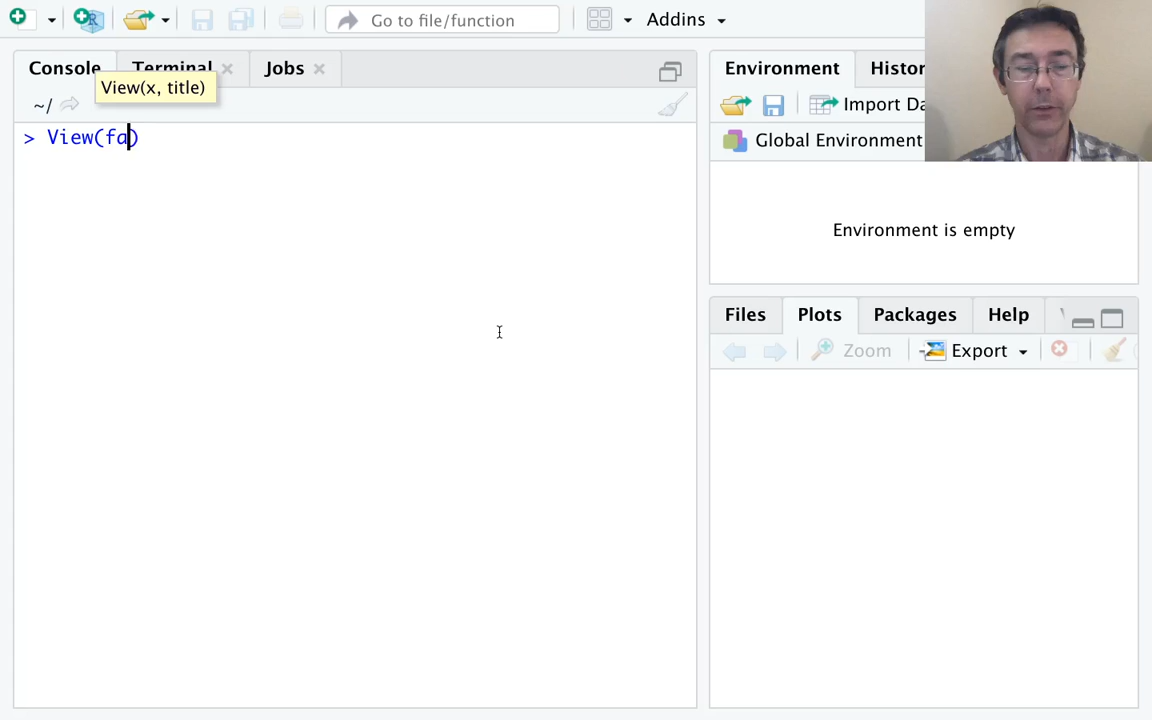 Go to file/function
Addins
Console
Terminal
Jobs
View(x, title)
~/
> View(fa)
Environment
Histor
Import Da
Global Environment
Environment is empty
Files
Plots
Packages
Help
Zoom
Export